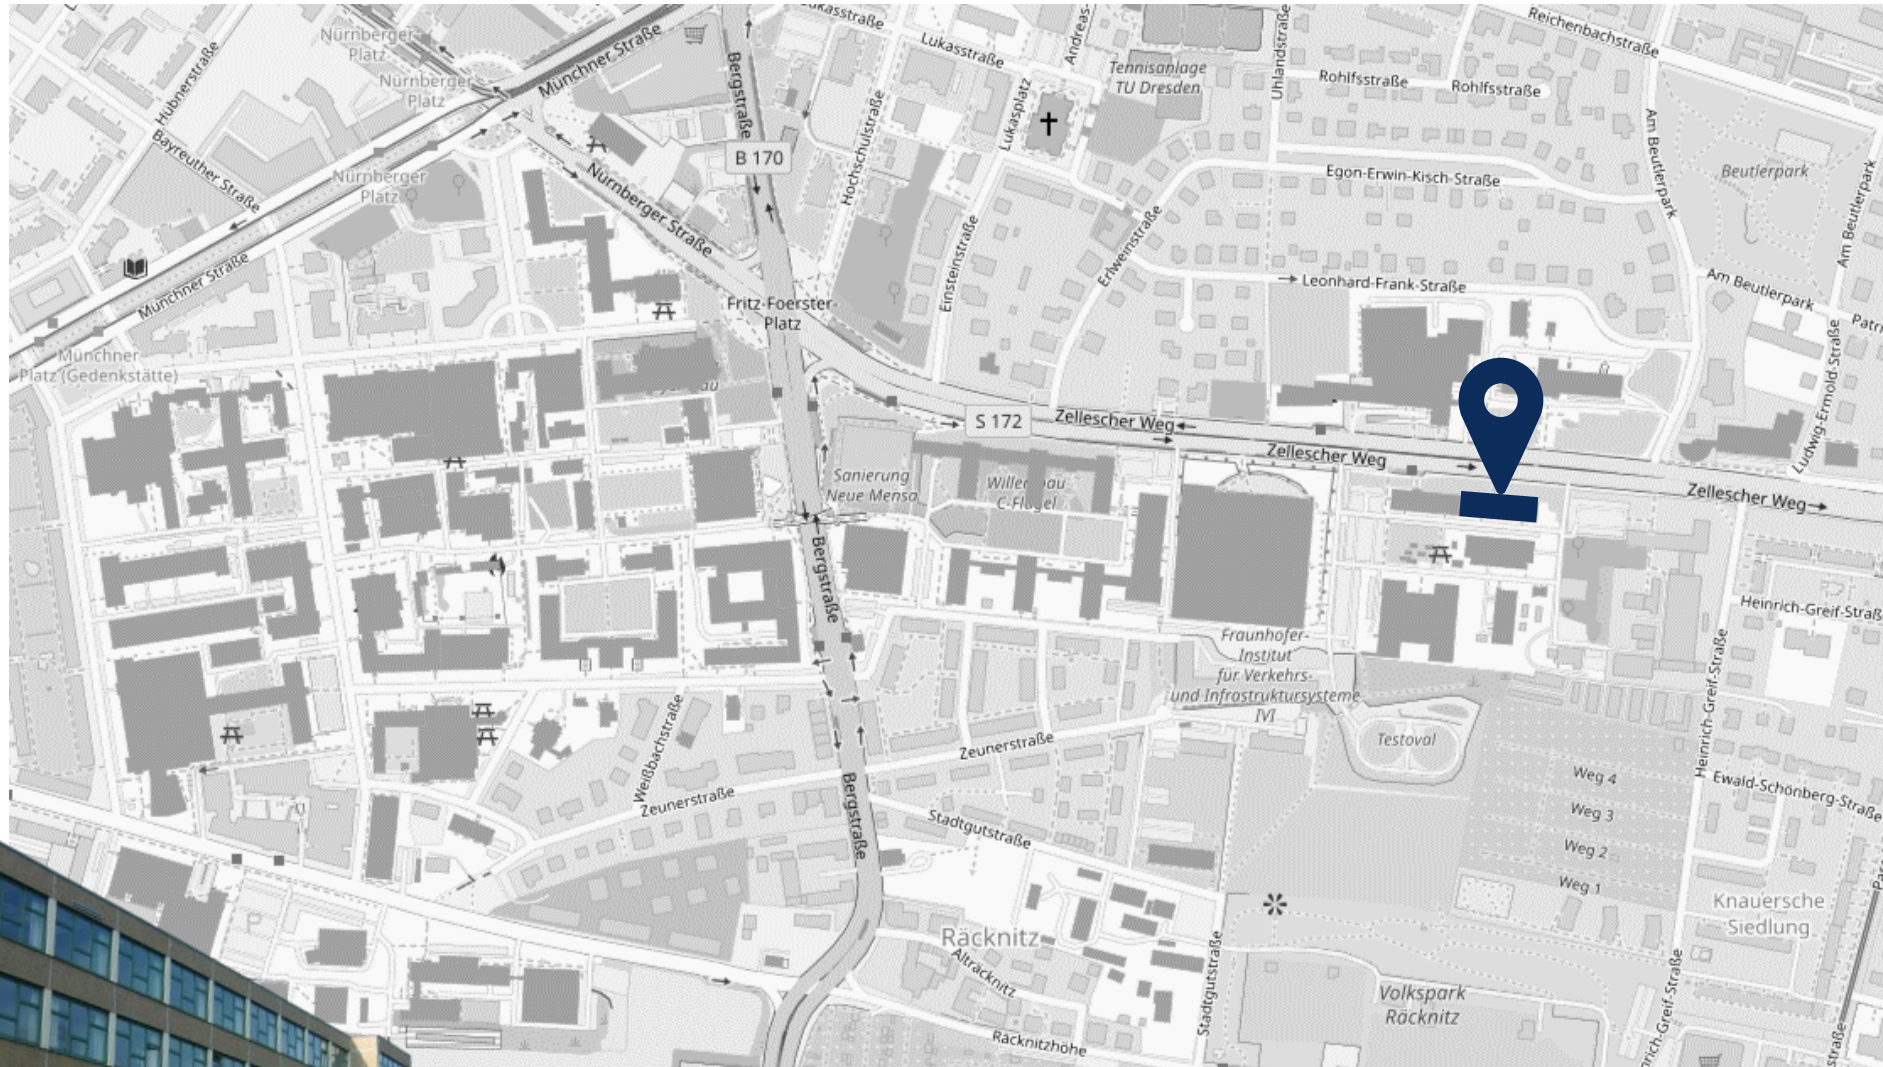 Lukasstraße
Reichenbachstraße
Nürnberger
Platz
Münchner Straße
Lukasstraße
Hübnerstraße
Bergstraße
Andreas-
Tennisanlage
TU Dresden
Uhlandstraße
Rohlfsstraße
Rohlfsstraße
Nürnberger
Platz
Lukasplatz
Bayreuther Straße
B 170
Hochschulstraße
Am Beutlerpark
Nürnberger
Platz
Egon-Erwin-Kisch-Straße
Beutlerpark
Am Beutlerpark
Nürnberger Straße
Einsteinstraße
Erlweinstraße
Münchner Straße
Leonhard-Frank-Straße
Am Beutlerpark
Fritz-Foerster-
Platz
Münchner
Platz (Gedenkstätte)
Ludwig-Ermold-Straße
S 172
Zellescher Weg
Zellescher Weg
Zellescher Weg
Sanierung
Neue Mensa
C-Flügel
Bergstraße
Heinrich-Greif-Straß
Fraunhofer-
Institut
für Verkehrs-
und Infrastruktursysteme
IVI
Heinrich-Greif-Straße
Testoval
Weißbachstraße
Zeunerstraße
Zeunerstraße
Weg 4
Ewald-Schönberg-Straße
Bergstraße
Weg 3
Stadtgutstraße
Weg 2
Weg 1
Knauersche
Siedlung
Räcknitz
Alträcknitz
Stadtgutstraße
Volkspark
Räcknitz
Räcknitzhöhe
nrich-Greif-Straße
straße